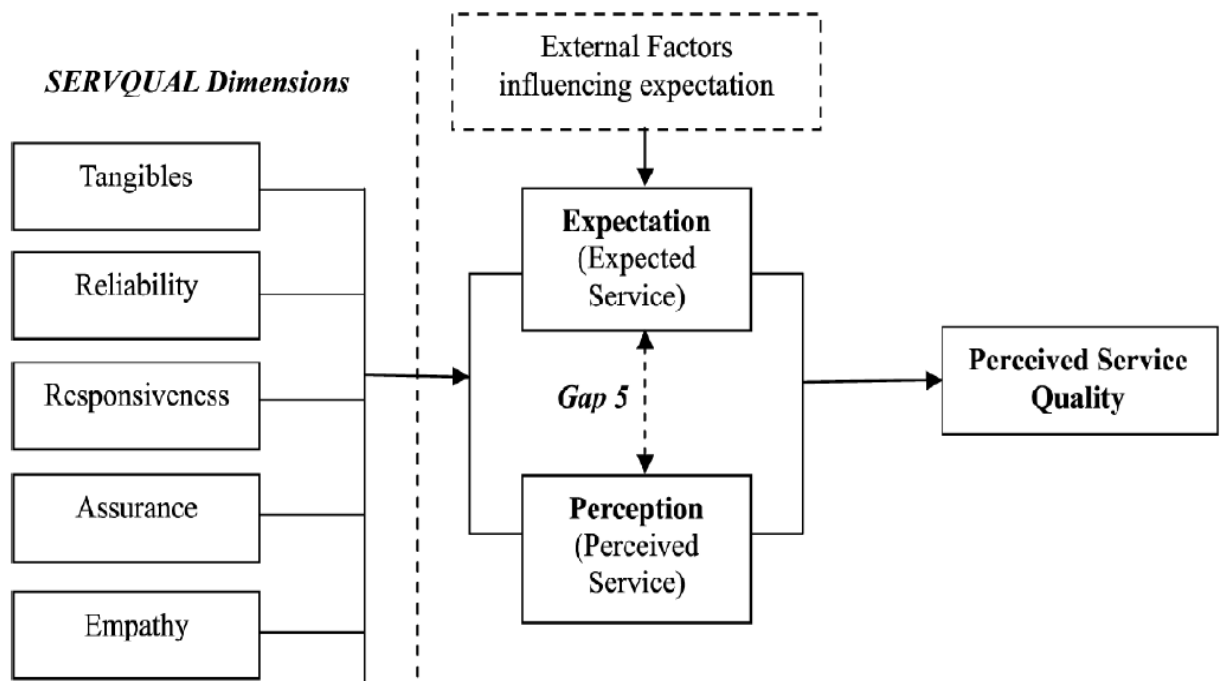 SERVQUAL Dimensions
Tangibles
Reliability
Responsiveness
Assurance
Empathy
External Factors
influencing expectation
Expectation
(Expected
Service)
Gap 5
Perception
(Perceived
Service)
Perceived Service
Quality